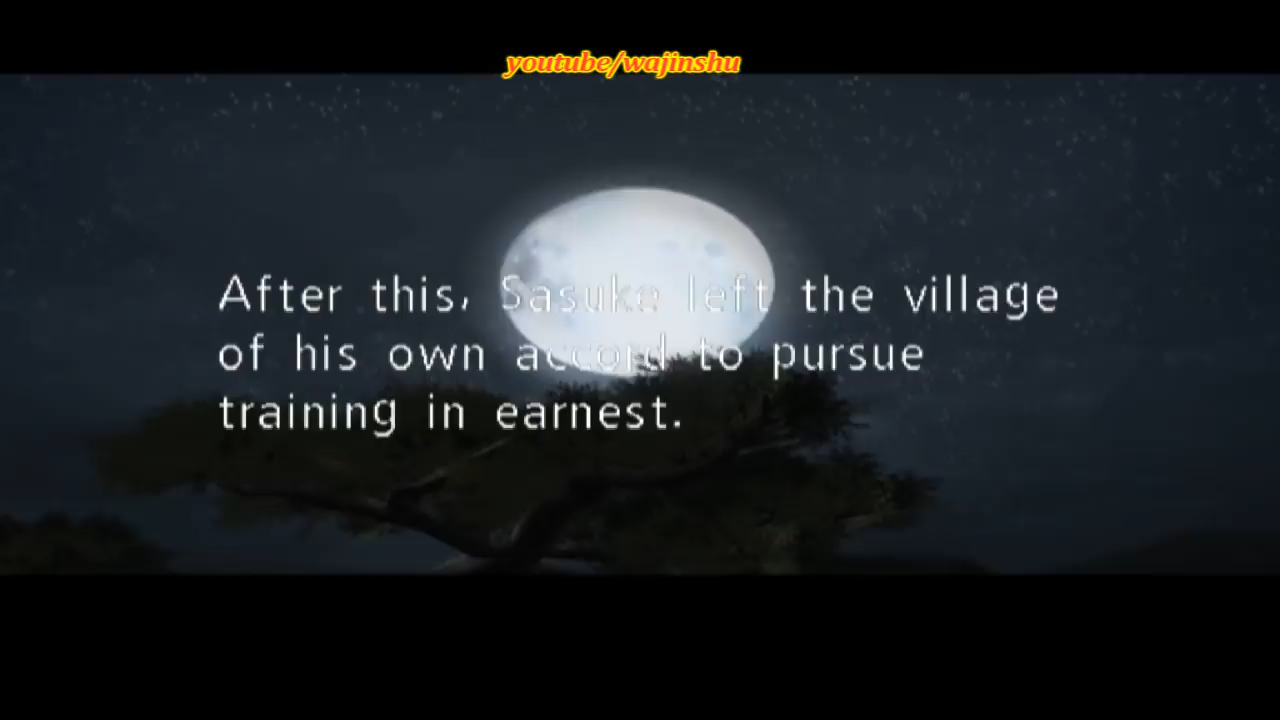 youtube/wajinshu
After this, Sasuke left the village
of his own accord to pursue
training in earnest.